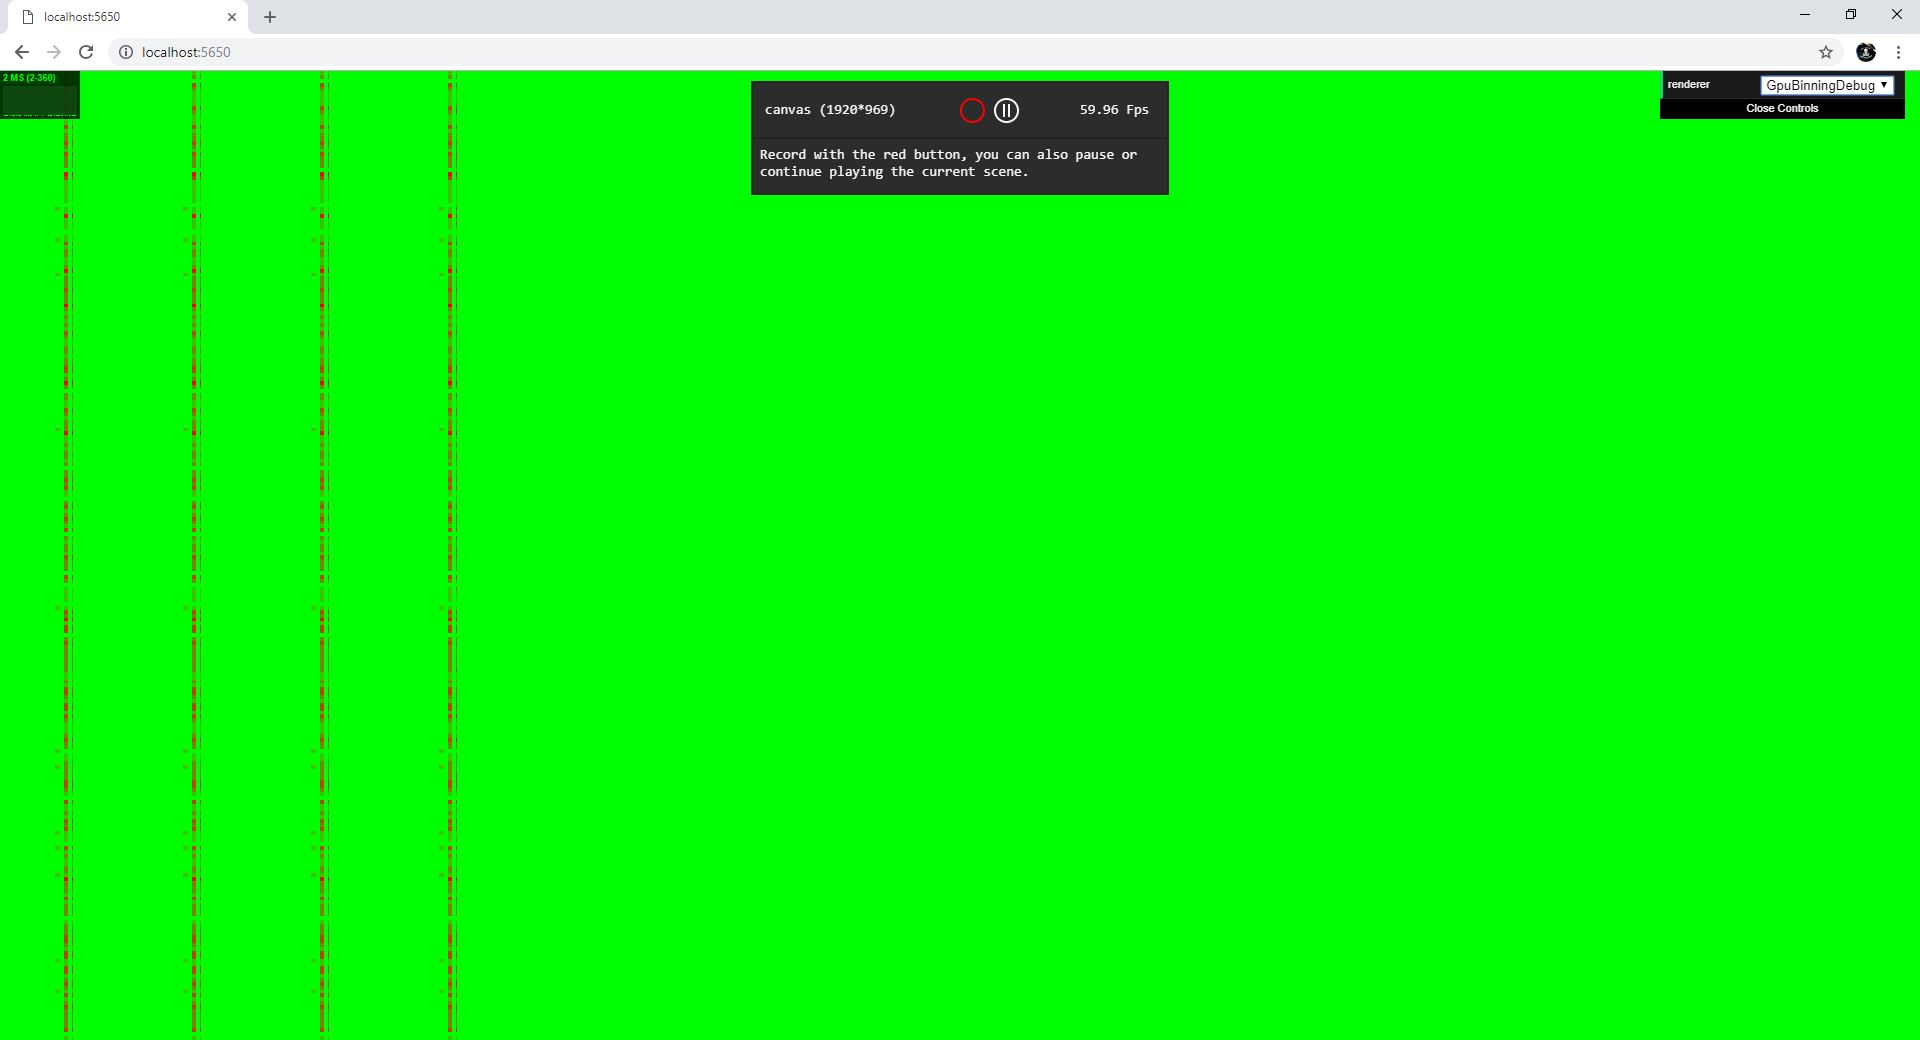 localhost:5650
localhost:5650
2 MS (2-360)
canvas (1920*969)
59.96 Fps
Record with the red button, you can also pause or
continue playing the current scene.
renderer
GpuBinningDebug
Close Controls